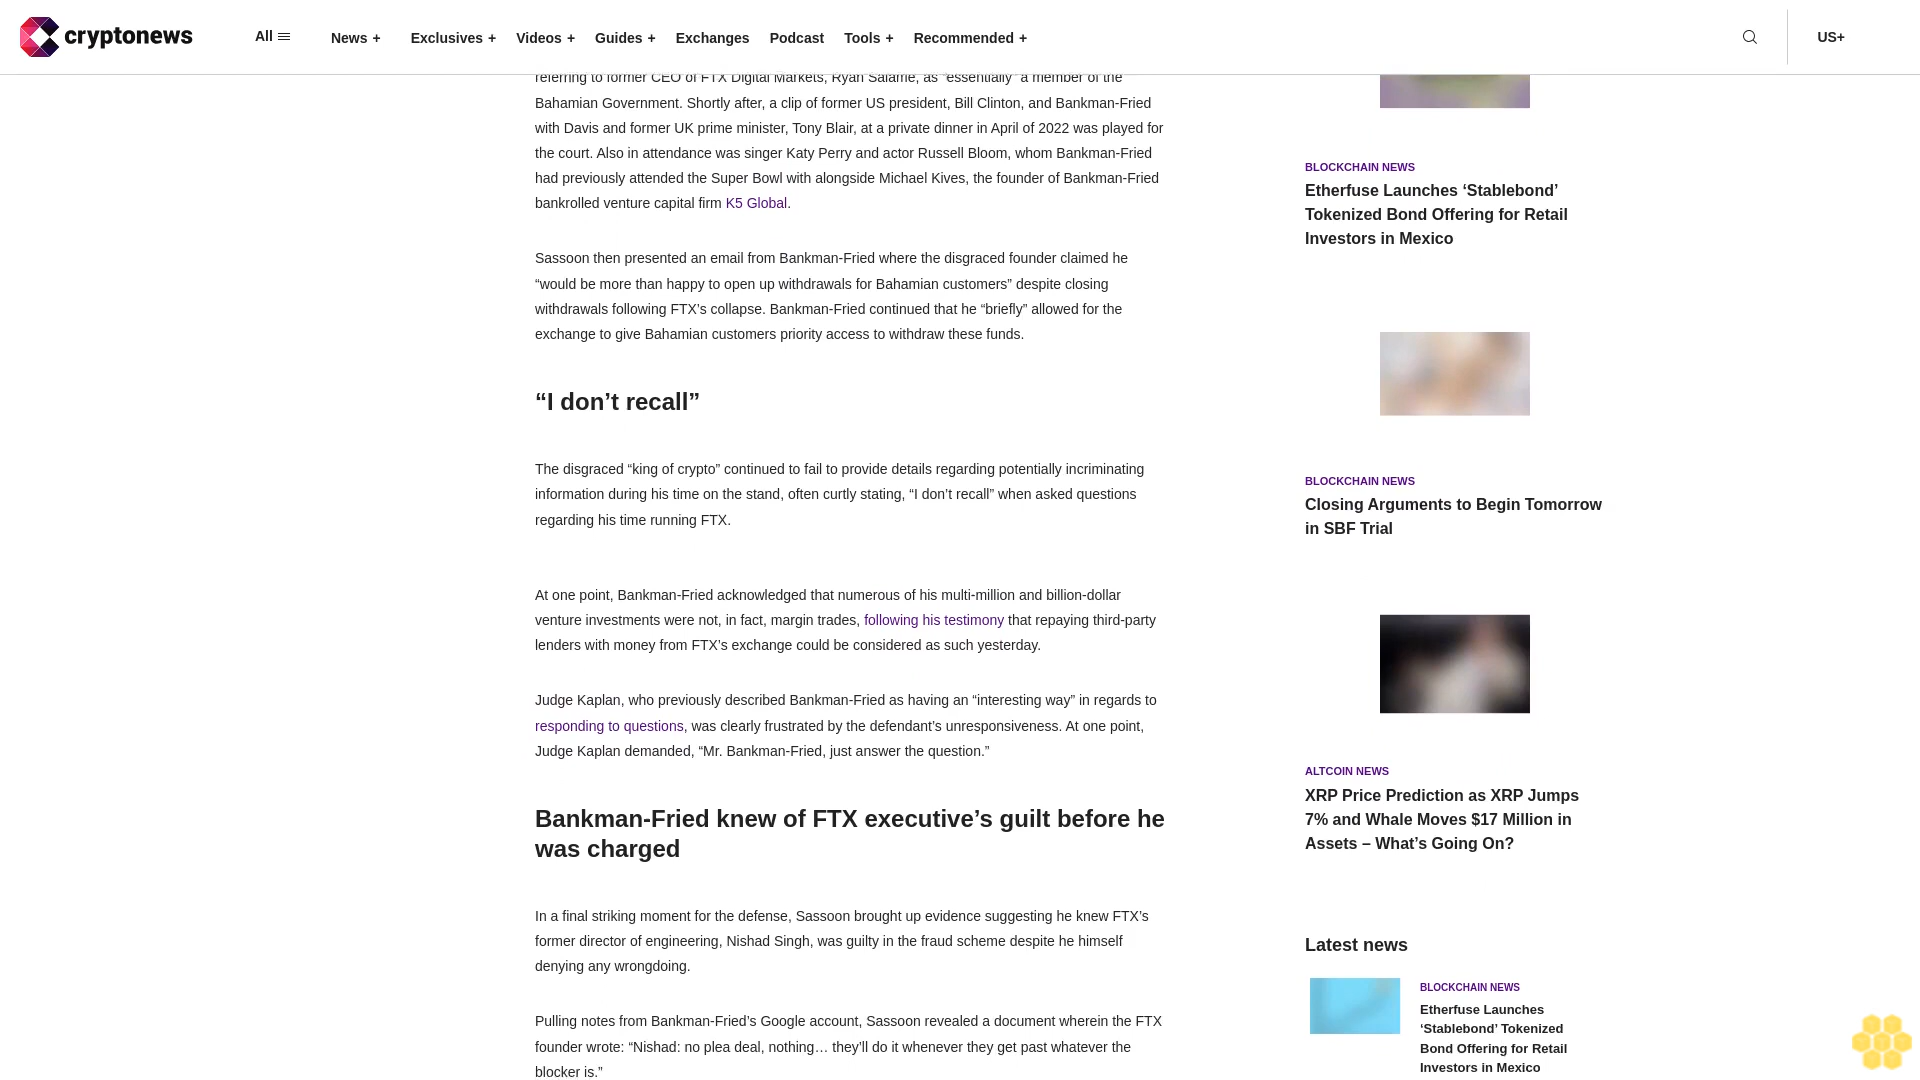 cryptonews
All
News +
Exclusives +
Videos +
Guides +
Exchanges
Podcast
Tools +
Recommended +
US+
referring to former CEO of FTX Digital Markets, Ryan Salame, as “essentially” a member of the
Bahamian Government. Shortly after, a clip of former US president, Bill Clinton, and Bankman-Fried
with Davis and former UK prime minister, Tony Blair, at a private dinner in April of 2022 was played for
the court. Also in attendance was singer Katy Perry and actor Russell Bloom, whom Bankman-Fried
had previously attended the Super Bowl with alongside Michael Kives, the founder of Bankman-Fried
bankrolled venture capital firm K5 Global.
Sassoon then presented an email from Bankman-Fried where the disgraced founder claimed he
“would be more than happy to open up withdrawals for Bahamian customers” despite closing
withdrawals following FTX’s collapse. Bankman-Fried continued that he “briefly” allowed for the
exchange to give Bahamian customers priority access to withdraw these funds.
“I don’t recall”
The disgraced “king of crypto” continued to fail to provide details regarding potentially incriminating
information during his time on the stand, often curtly stating, “I don’t recall” when asked questions
regarding his time running FTX.
At one point, Bankman-Fried acknowledged that numerous of his multi-million and billion-dollar
venture investments were not, in fact, margin trades, following his testimony that repaying third-party
lenders with money from FTX’s exchange could be considered as such yesterday.
Judge Kaplan, who previously described Bankman-Fried as having an “interesting way” in regards to
responding to questions, was clearly frustrated by the defendant’s unresponsiveness. At one point,
Judge Kaplan demanded, “Mr. Bankman-Fried, just answer the question.”
Bankman-Fried knew of FTX executive’s guilt before he
was charged
In a final striking moment for the defense, Sassoon brought up evidence suggesting he knew FTX’s
former director of engineering, Nishad Singh, was guilty in the fraud scheme despite he himself
denying any wrongdoing.
Pulling notes from Bankman-Fried’s Google account, Sassoon revealed a document wherein the FTX
founder wrote: “Nishad: no plea deal, nothing… they’ll do it whenever they get past whatever the
blocker is.”
BLOCKCHAIN NEWS
Etherfuse Launches ‘Stablebond’
Tokenized Bond Offering for Retail
Investors in Mexico
BLOCKCHAIN NEWS
Closing Arguments to Begin Tomorrow
in SBF Trial
ALTCOIN NEWS
XRP Price Prediction as XRP Jumps
7% and Whale Moves $17 Million in
Assets – What’s Going On?
Latest news
BLOCKCHAIN NEWS
Etherfuse Launches
‘Stablebond’ Tokenized
Bond Offering for Retail
Investors in Mexico